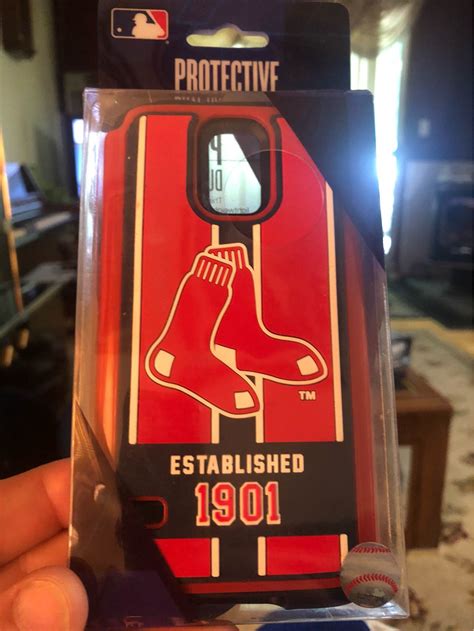 PROTECTIVE
TM
ESTABLISHED
1901